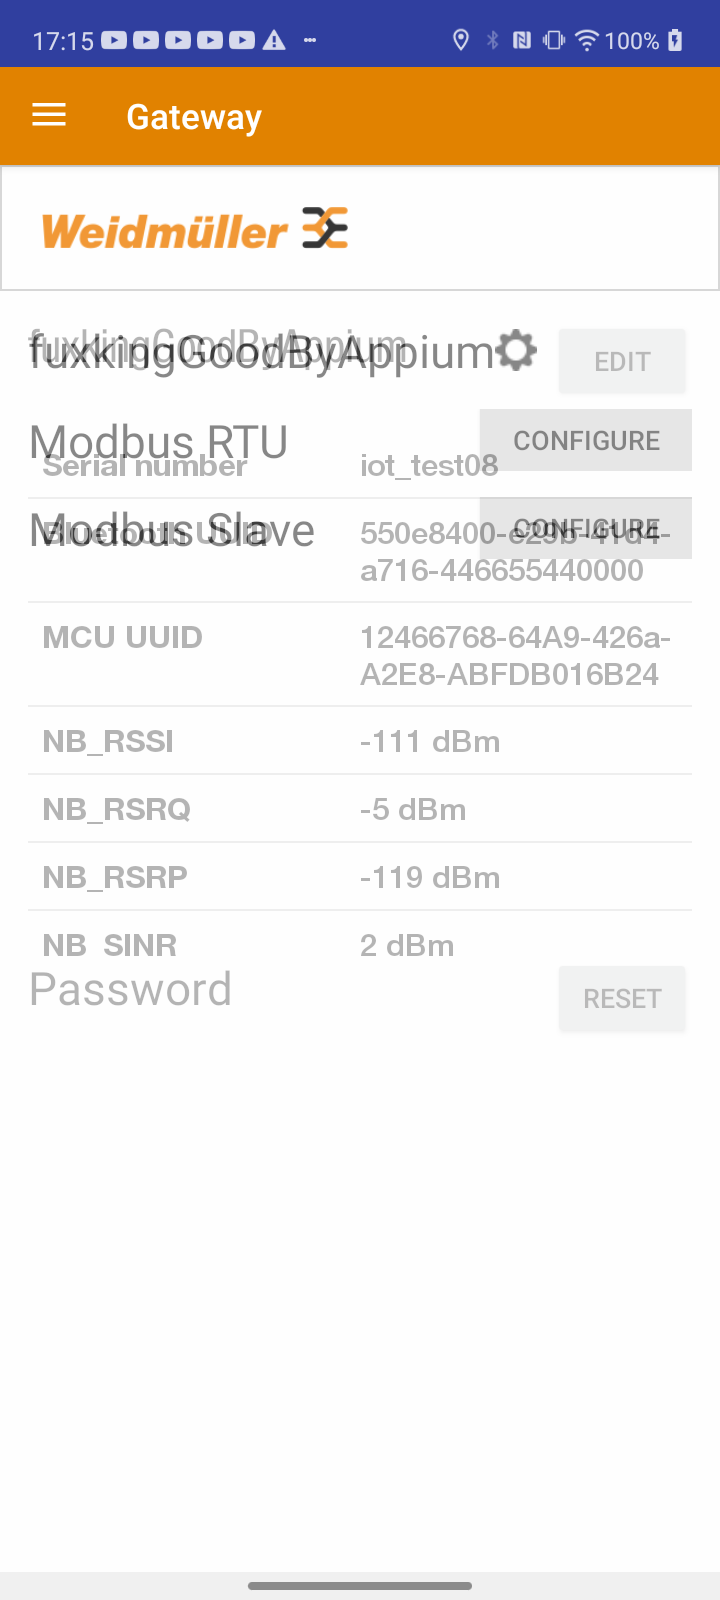 17:15
100%
Gateway
Weidmüller
fuxkingGoodByAppium
fuxkingGoodByAppium
EDIT
Modbus RTU
CONFIGURE
Serial number iot_test08
Modbus Slave
CONFIGURE
Bluetooth UUID 550e8400-e29b-41d4-
a716-446655440000
MCU UUID 12466768-64A9-426a-
A2E8-ABFDB016B24
NB_RSSI -111 dBm
NB_RSRQ -5 dBm
NB_RSRP -119 dBm
NB_SINR 2 dBm
Password
RESET